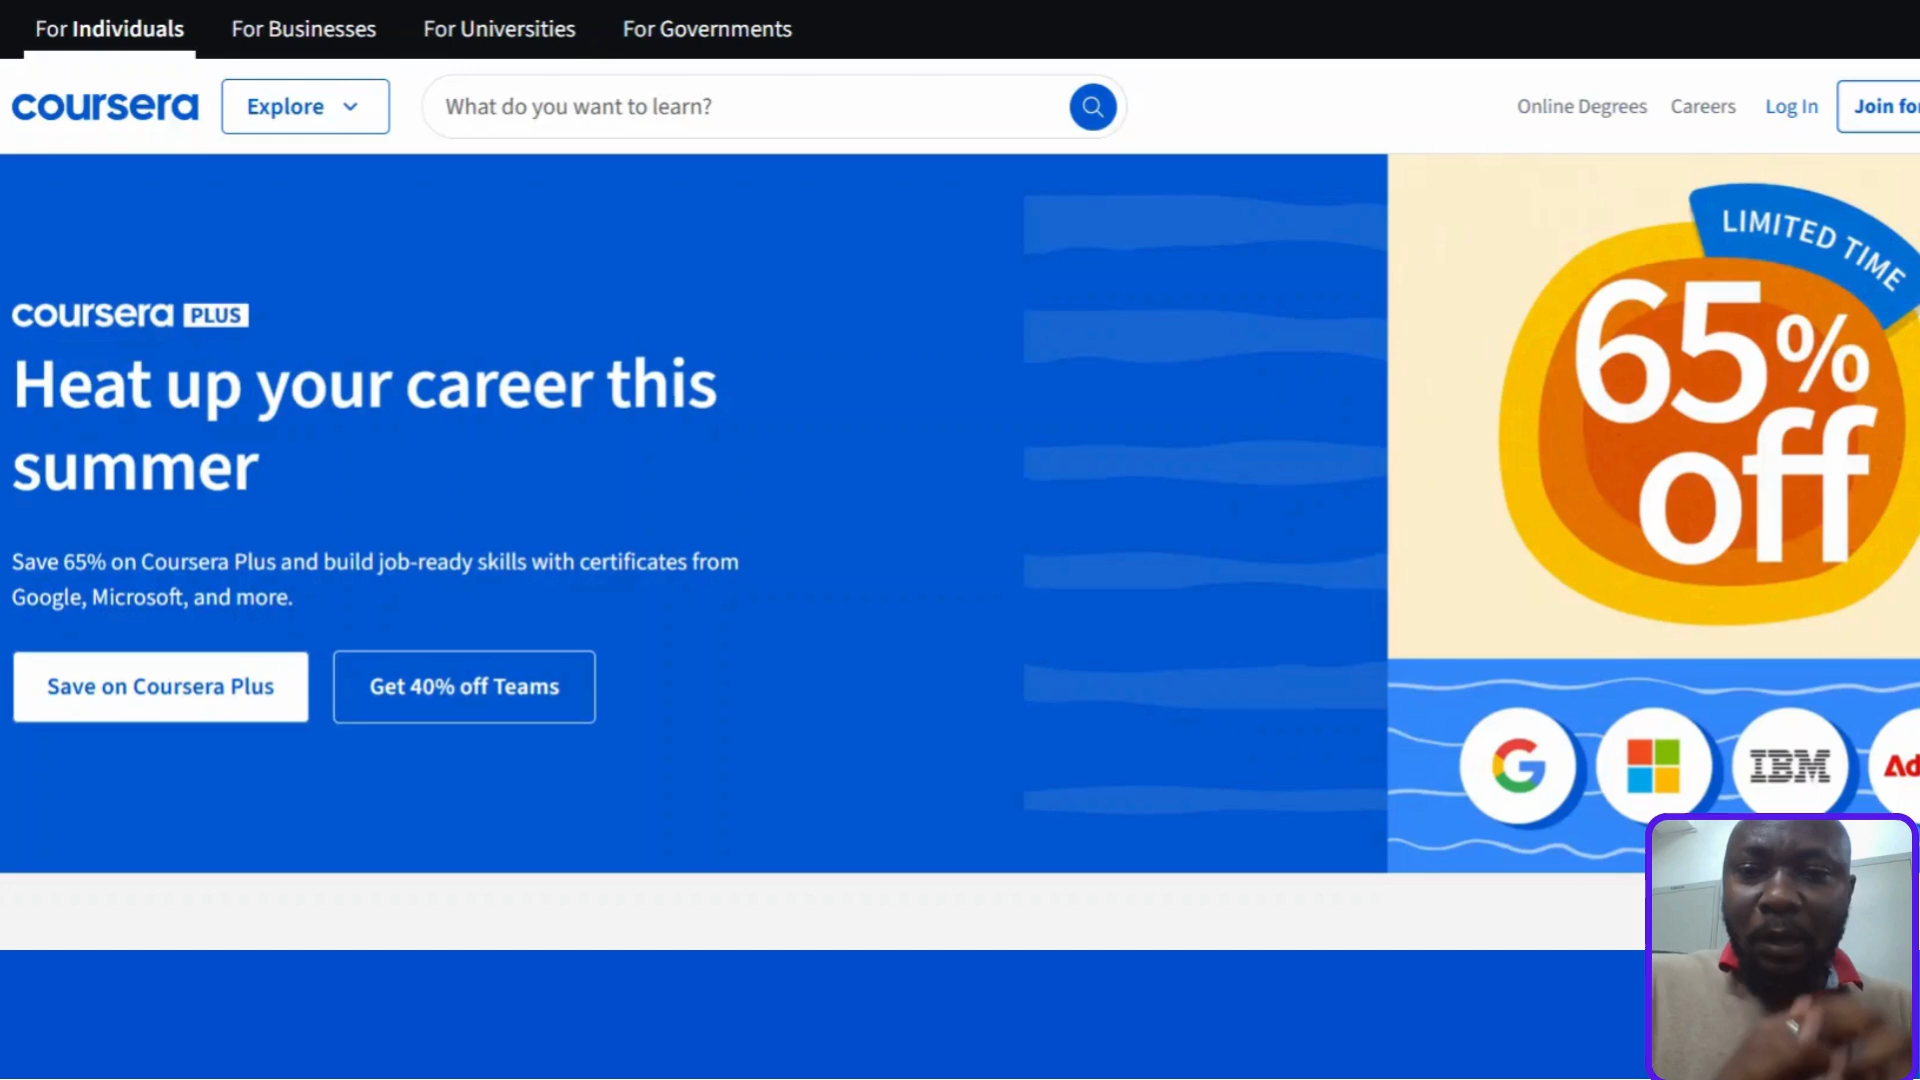 For Individuals For Businesses For Universities For Governments
coursera Explore What do you want to learn? Online Degrees Careers Log In Join for
LIMITED TIME
65%
off
coursera PLUS
Heat up your career this
summer
Save 65% on Coursera Plus and build job-ready skills with certificates from
Google, Microsoft, and more.
Save on Coursera Plus Get 40% off Teams
G IBM Ad